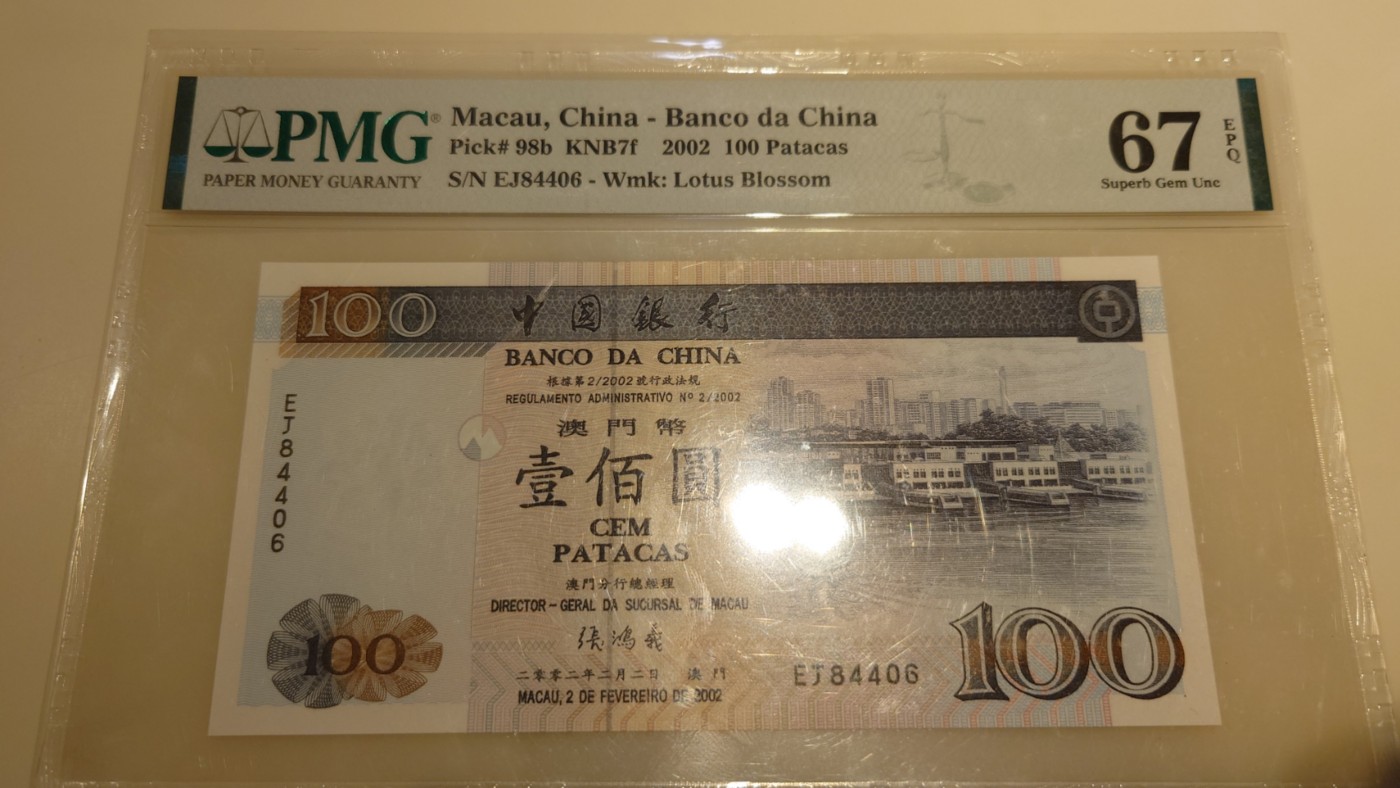 PMG®
PAPER MONEY GUARANTY
Macau, China - Banco da China
Pick# 98b KNB7f 2002 100 Patacas
S/N EJ84406 - Wmk: Lotus Blossom
67
EPQ
Superb Gem Unc
100
中國銀行
BANCO DA CHINA
根據第2/2002號行政法規
REGULAMENTO ADMINISTRATIVO Nº 2/2002
澳門幣
壹佰圓
CEM
PATACAS
澳門分行總經理
DIRECTOR-GERAL DA SUCURSAL DE MACAU
張鴻義
二零零二年二月二日 澳門
MACAU, 2 DE FEVEREIRO DE 2002
EJ84406
100
EJ84406
100